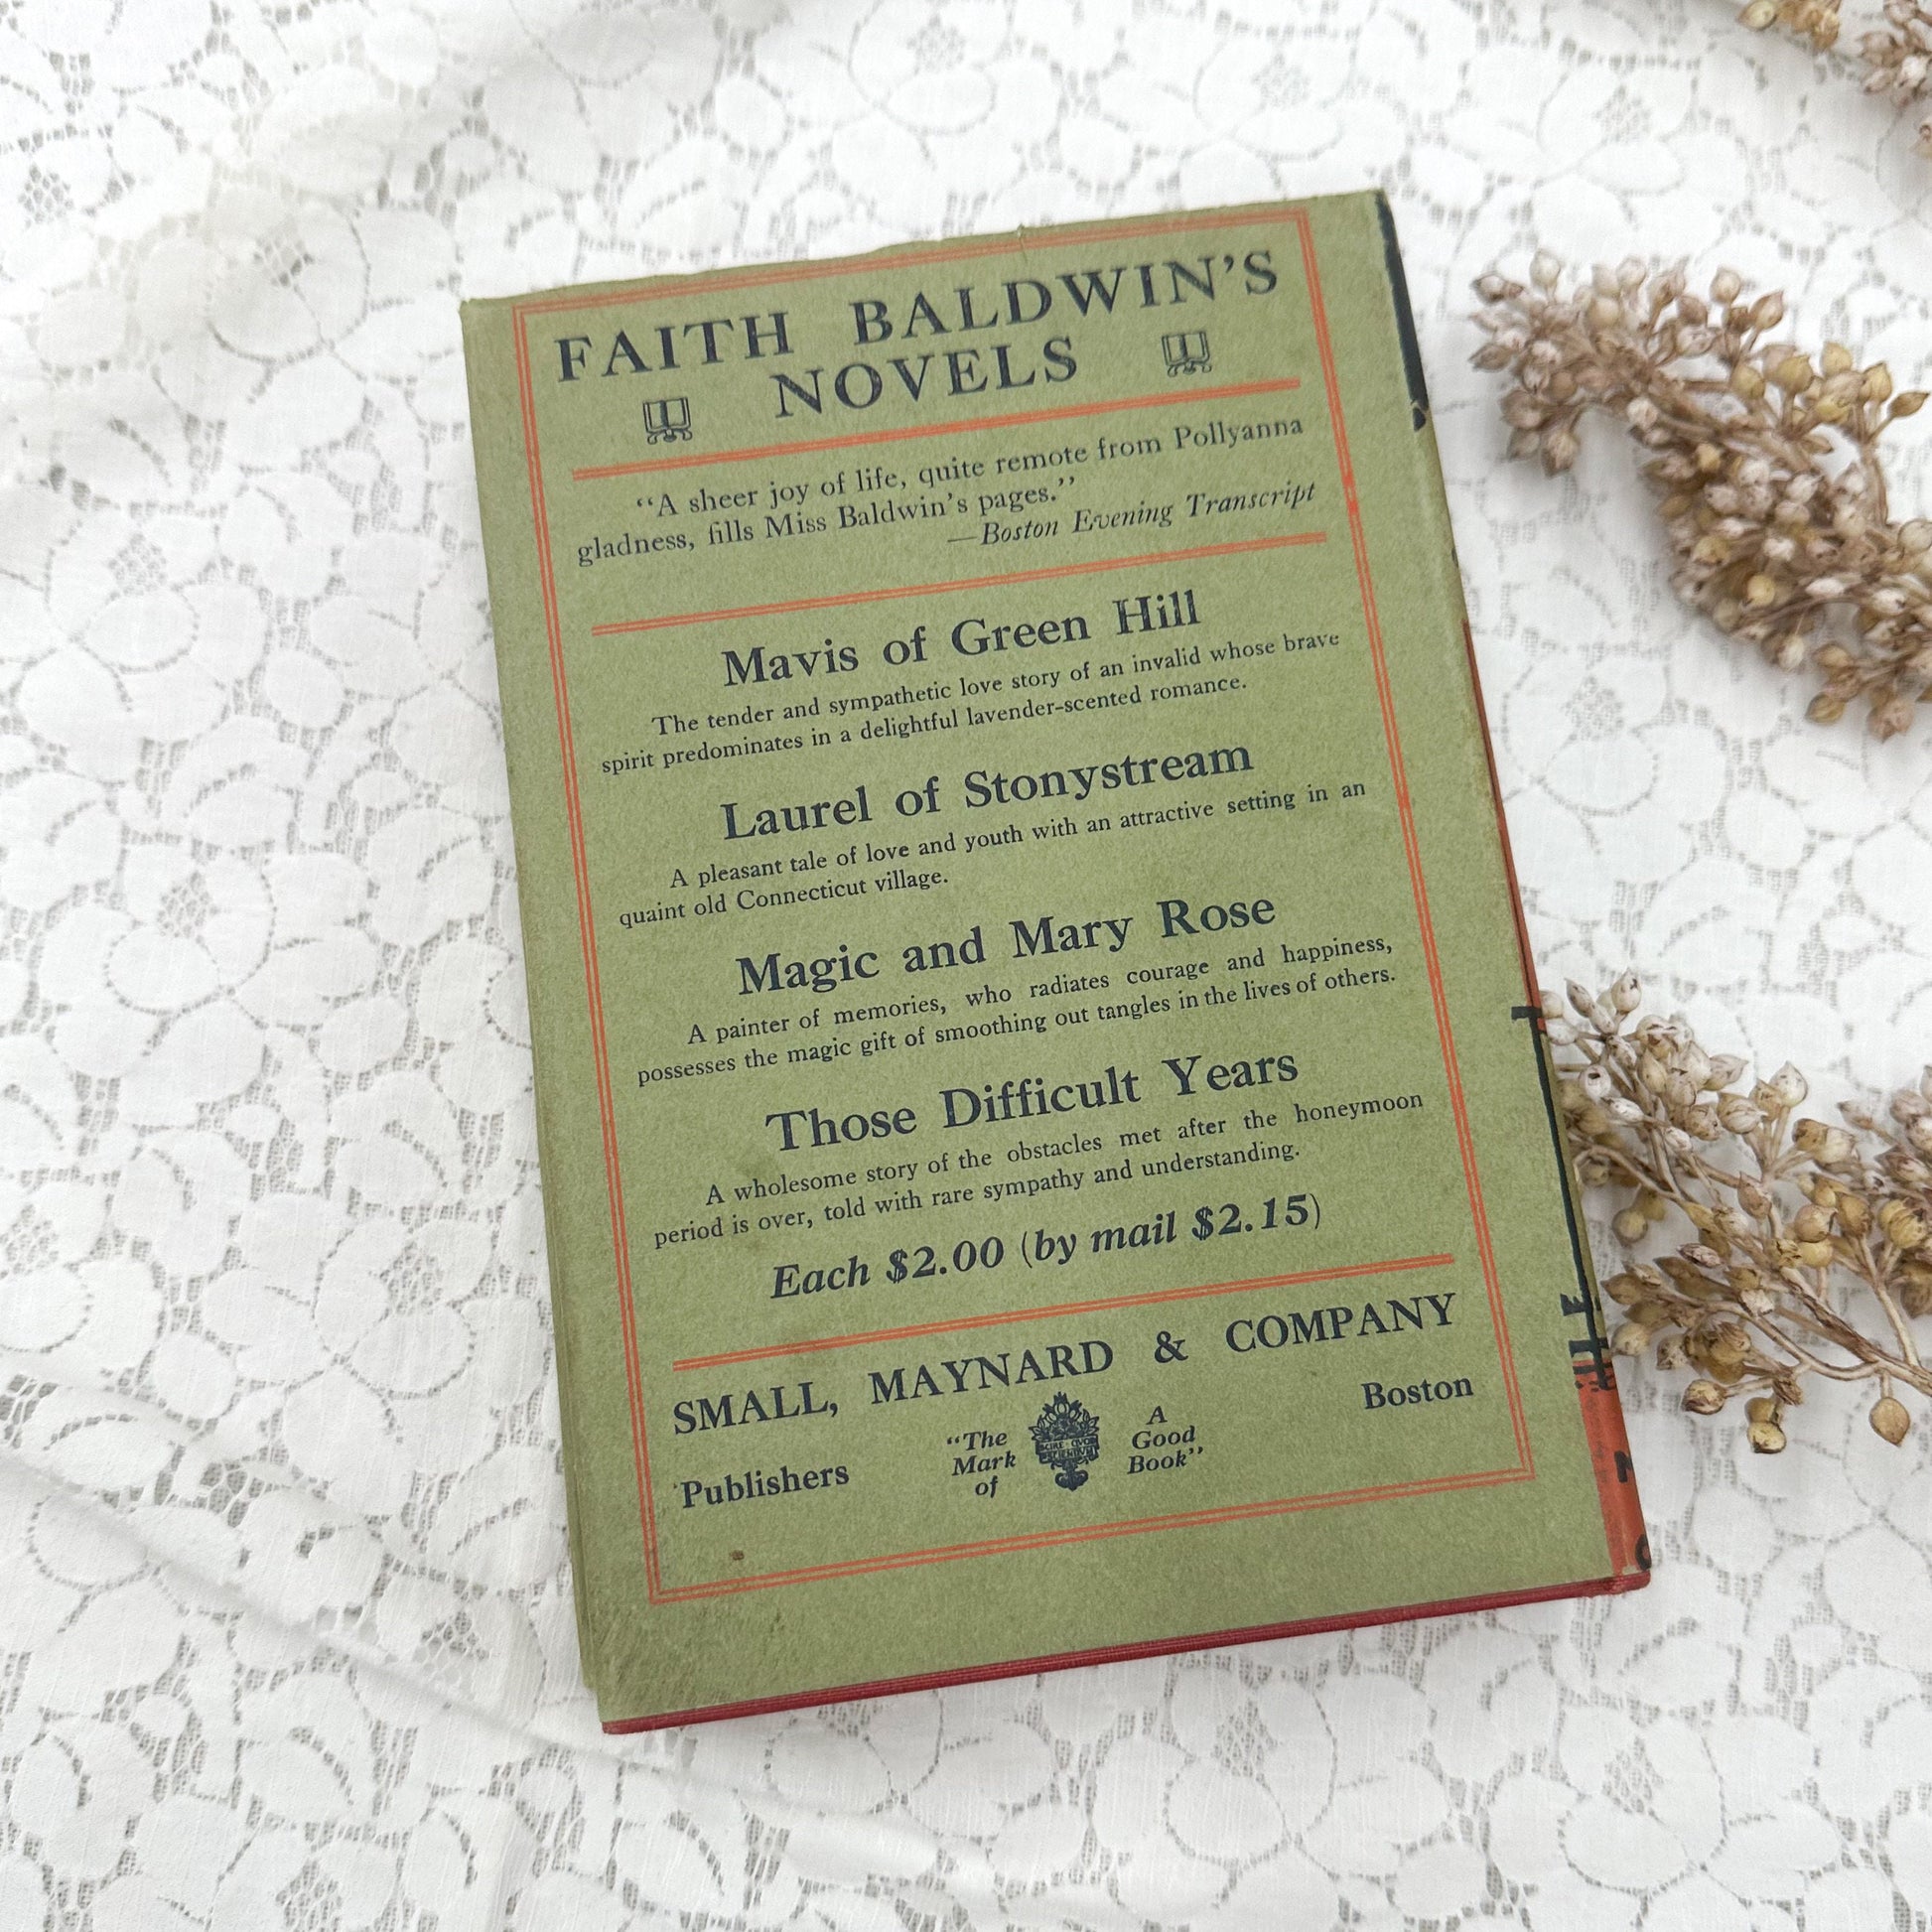 FAITH BALDWIN'S
NOVELS
“A sheer joy of life, quite remote from Pollyanna
gladness, fills Miss Baldwin's pages.”
—Boston Evening Transcript
Mavis of Green Hill
The tender and sympathetic love story of an invalid whose brave
spirit predominates in a delightful lavender-scented romance.
Laurel of Stonystream
A pleasant tale of love and youth with an attractive setting in an
quaint old Connecticut village.
Magic and Mary Rose
A painter of memories, who radiates courage and happiness,
possesses the magic gift of smoothing out tangles in the lives of others.
Those Difficult Years
A wholesome story of the obstacles met after the honeymoon
period is over, told with rare sympathy and understanding.
Each $2.00 (by mail $2.15)
SMALL, MAYNARD & COMPANY
Publishers
“The
Mark
of
A
Good
Book”
Boston